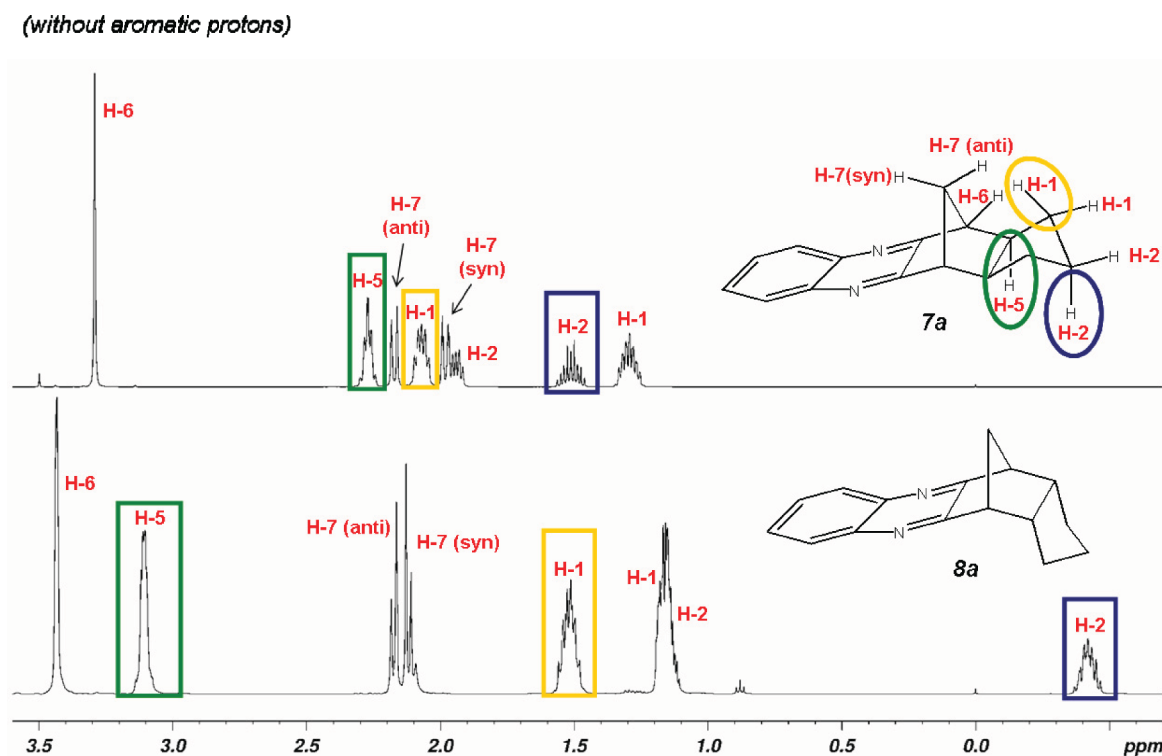 (without aromatic protons)
H-6
H-5
H-7
(anti)
H-1
H-7
(syn)
H-2
H-2
H-1
H-7 (anti)
H-7(syn)
H
H
H-6
H
H
H-1
H
H-1
N
N
H
H-5
H
H-2
H
H-2
7a
H-6
H-5
H-7 (anti)
H-7 (syn)
H-1
H-1
H-2
H-2
N
N
8a
3.5
3.0
2.5
2.0
1.5
1.0
0.5
0.0
ppm